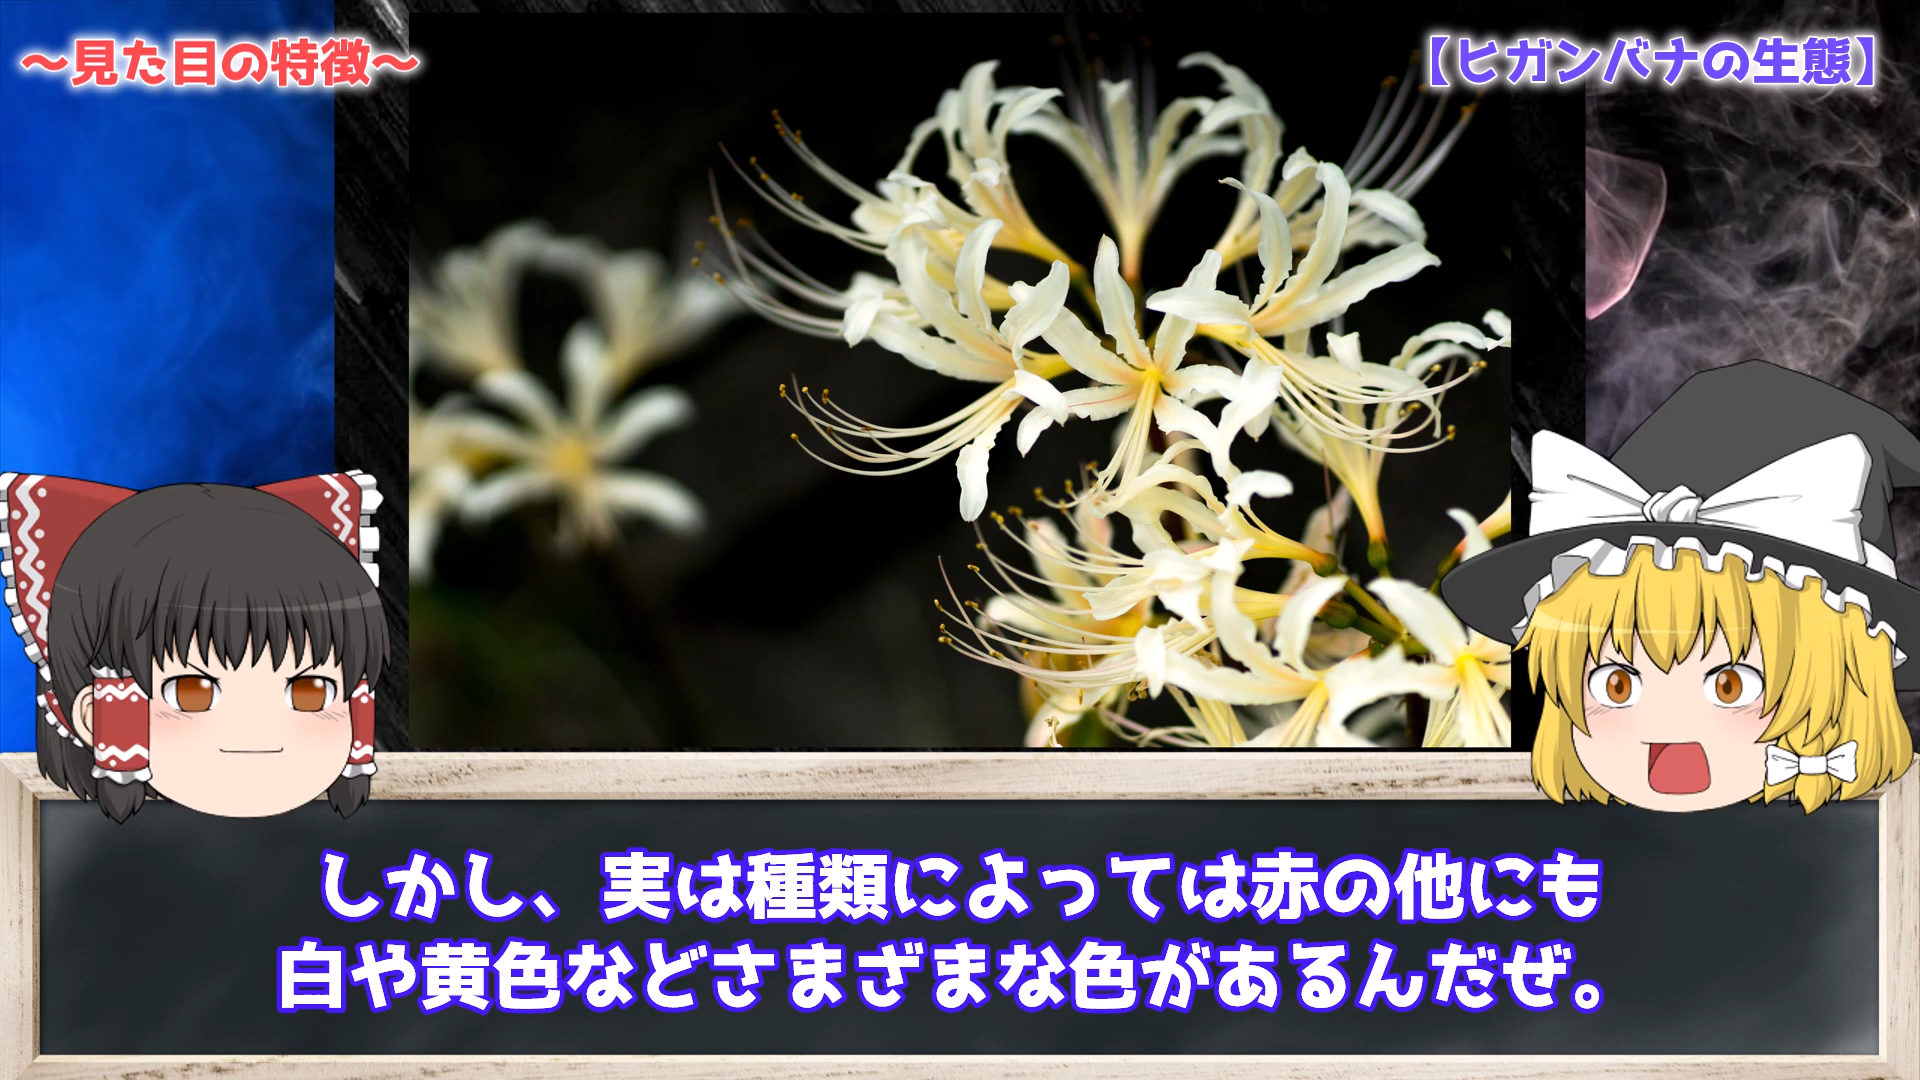 〜見た目の特徴〜
【ヒガンバナの生態】
しかし、実は種類によっては赤の他にも
白や黄色などさまざまな色があるんだぜ。